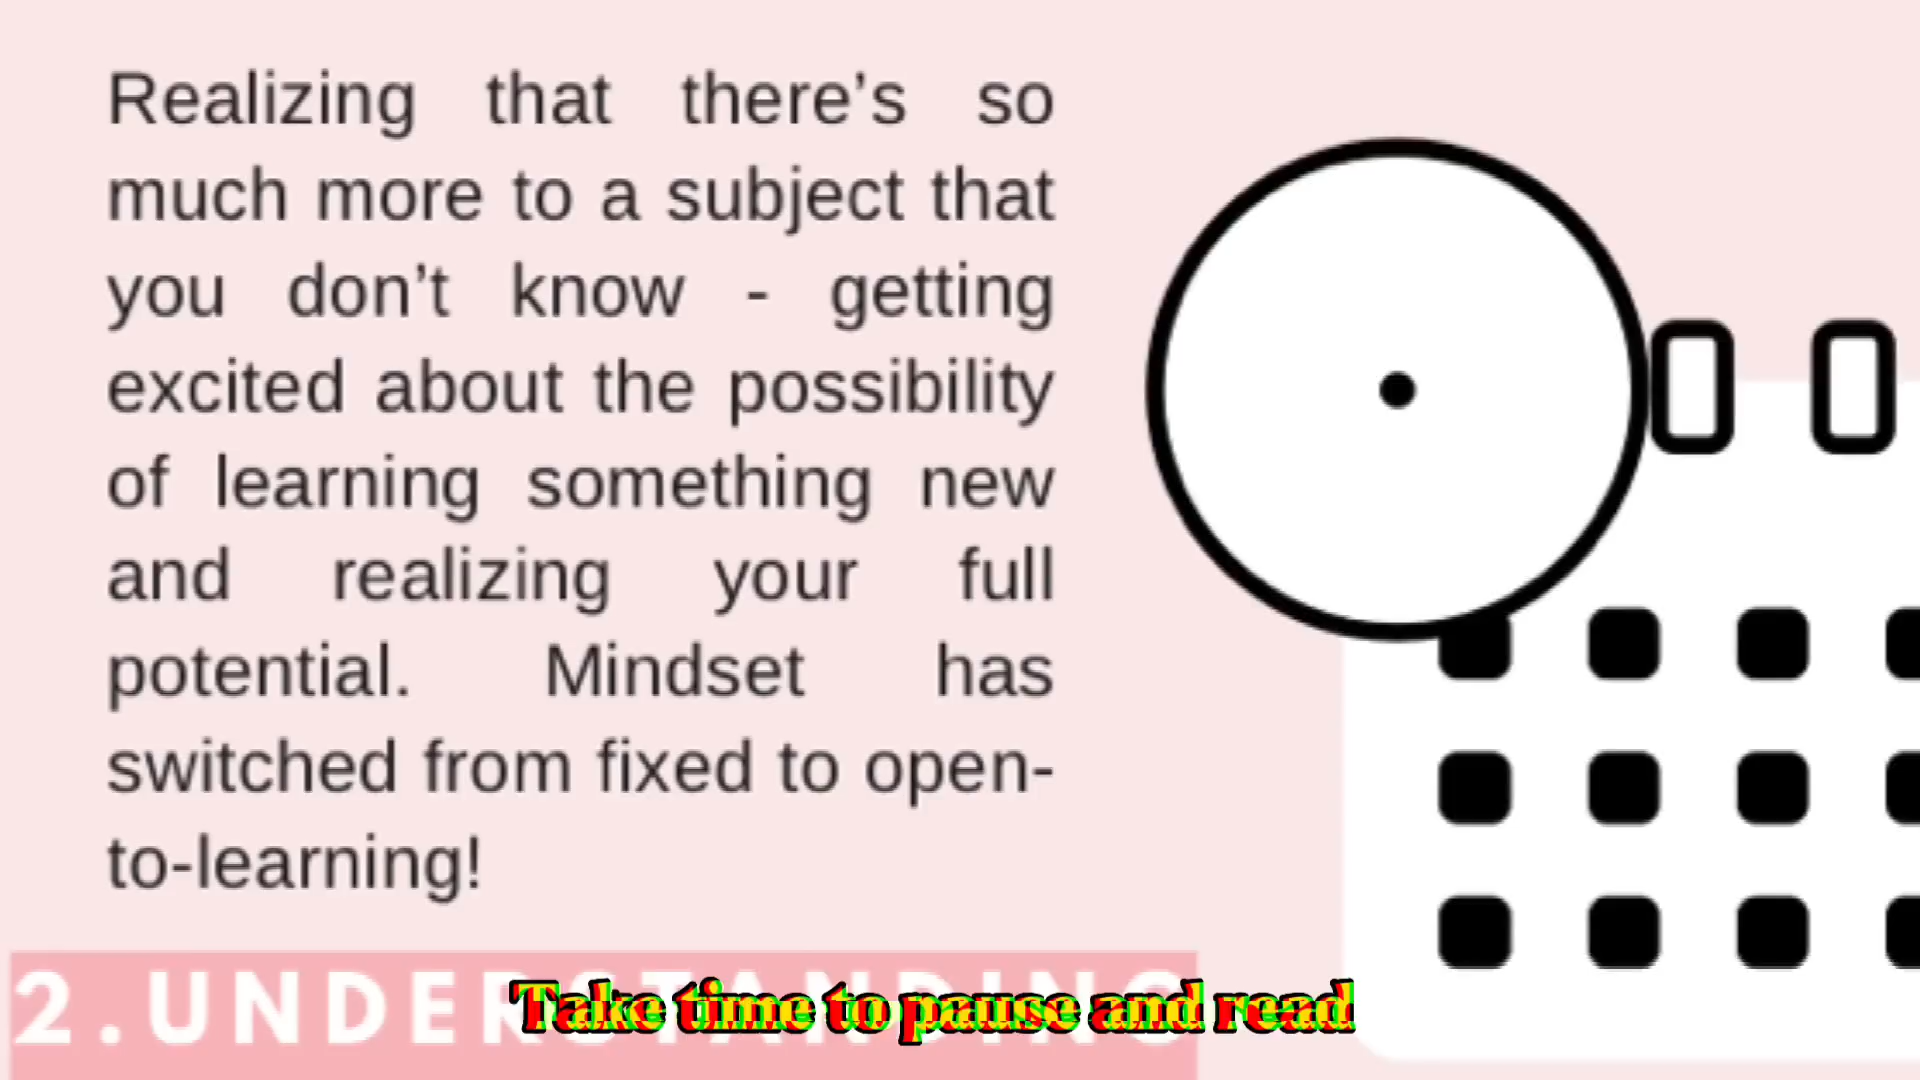 Realizing that there’s so
much more to a subject that
you don’t know - getting
excited about the possibility
of learning something new
and realizing your full
potential. Mindset has
switched from fixed to open-
to-learning!
2.UNDERSTANDING
Take time to pause and read